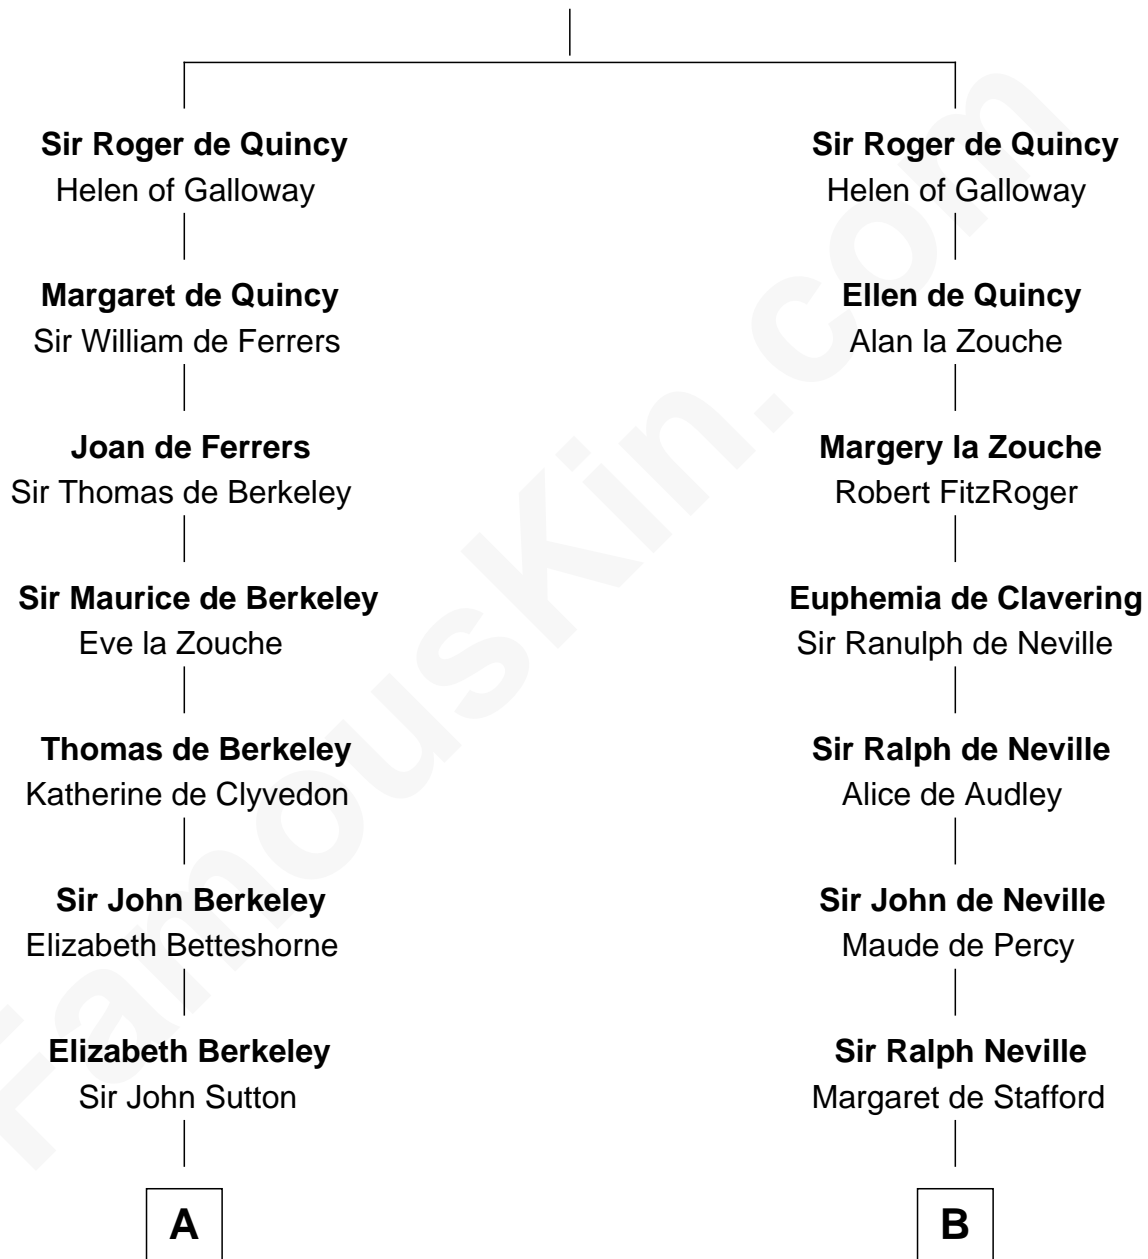 Sir Roger de Quincy
Helen of Galloway
Margaret de Quincy
Sir William de Ferrers
Joan de Ferrers
Sir Thomas de Berkeley
Sir Maurice de Berkeley
Eve la Zouche
Thomas de Berkeley
Katherine de Clyvedon
Sir John Berkeley
Elizabeth Betteshorne
Elizabeth Berkeley
Sir John Sutton
A
Sir Roger de Quincy
Helen of Galloway
Ellen de Quincy
Alan la Zouche
Margery la Zouche
Robert FitzRoger
Euphemia de Clavering
Sir Ranulph de Neville
Sir Ralph de Neville
Alice de Audley
Sir John de Neville
Maude de Percy
Sir Ralph Neville
Margaret de Stafford
B
FamousKin.com